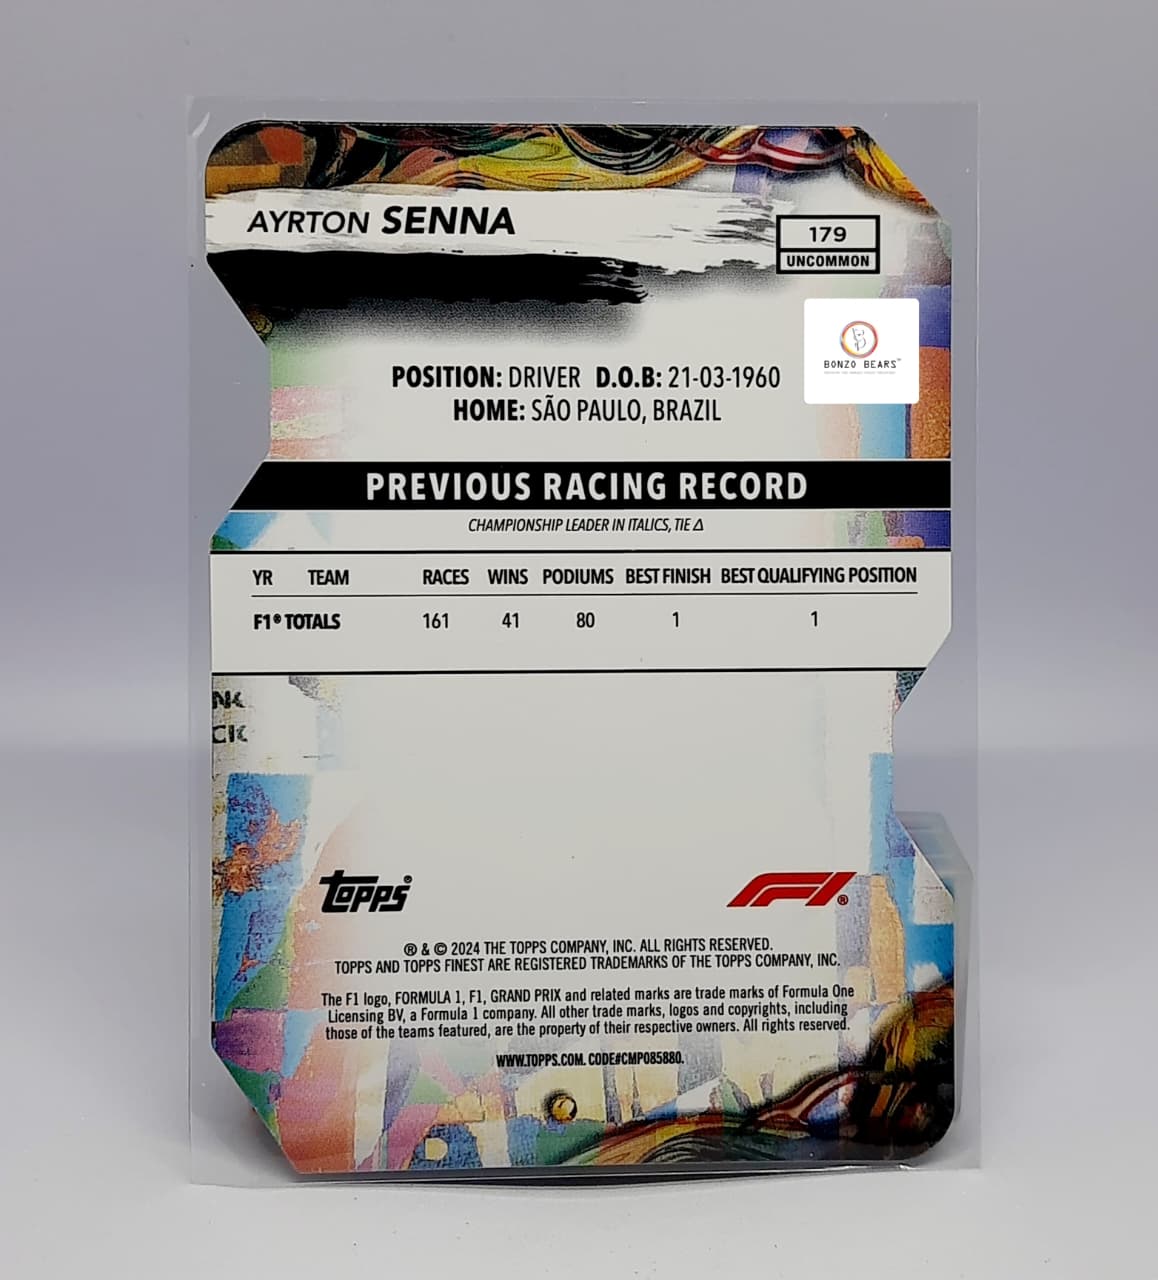 AYRTON SENNA
179
UNCOMMON
BONZO BEARS™
POSITION: DRIVER D.O.B: 21-03-1960
HOME: SÃO PAULO, BRAZIL
PREVIOUS RACING RECORD
CHAMPIONSHIP LEADER IN ITALICS, TIE Δ
YR TEAM RACES WINS PODIUMS BEST FINISH BEST QUALIFYING POSITION
F1® TOTALS 161 41 80 1 1
NK
CK
topps®
F1®
® & © 2024 THE TOPPS COMPANY, INC. ALL RIGHTS RESERVED.
TOPPS AND TOPPS FINEST ARE REGISTERED TRADEMARKS OF THE TOPPS COMPANY, INC.
The F1 logo, FORMULA 1, F1, GRAND PRIX and related marks are trade marks of Formula One
Licensing BV, a Formula 1 company. All other trade marks, logos and copyrights, including
those of the teams featured, are the property of their respective owners. All rights reserved.
WWW.TOPPS.COM. CODE#CMP085880.